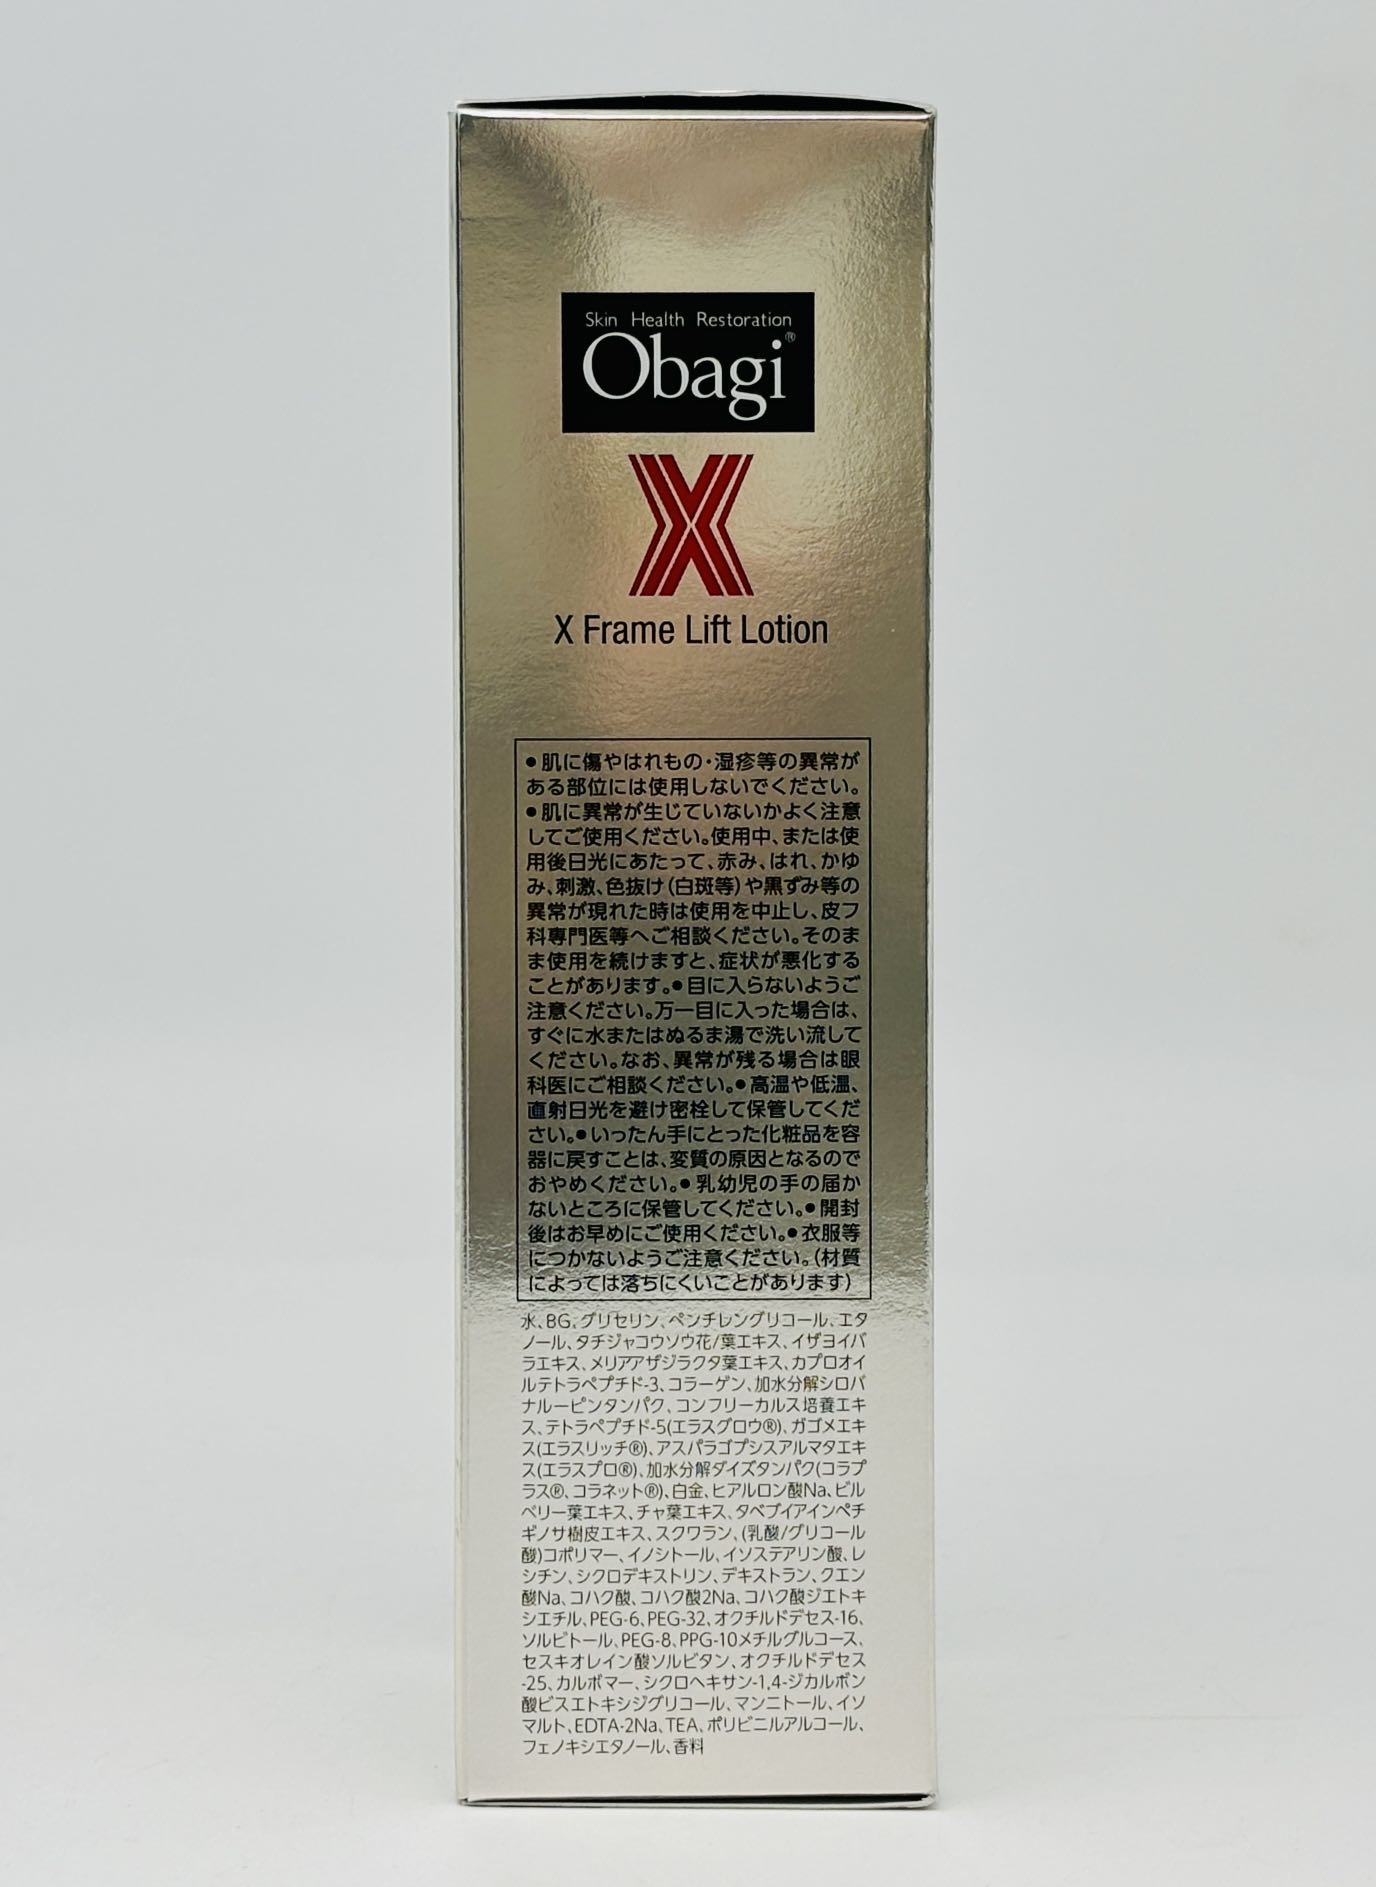 Skin Health Restoration
Obagi®
X
X Frame Lift Lotion
●肌に傷やはれもの・湿疹等の異常が
ある部位には使用しないでください。
●肌に異常が生じていないかよく注意
してご使用ください。使用中、または使
用後日光にあたって、赤み、はれ、かゆ
み、刺激、色抜け(白斑等)や黒ずみ等の
異常が現れた時は使用を中止し、皮フ
科専門医等へご相談ください。そのま
ま使用を続けますと、症状が悪化する
ことがあります。●目に入らないようご
注意ください。万一目に入った場合は、
すぐに水またはぬるま湯で洗い流して
ください。なお、異常が残る場合は眼
科医にご相談ください。●高温や低温、
直射日光を避け密栓して保管してくだ
さい。●いったん手にとった化粧品を容
器に戻すことは、変質の原因となるので
おやめください。●乳幼児の手の届か
ないところに保管してください。●開封
後はお早めにご使用ください。●衣服等
につかないようご注意ください。(材質
によっては落ちにくいことがあります)
水、BG、グリセリン、ペンチレングリコール、エタ
ノール、タチジャコウソウ花/葉エキス、イザヨイバ
ラエキス、メリアアザジラクタ葉エキス、カプロオイ
ルテトラペプチド-3、コラーゲン、加水分解シロバ
ナルーピンタンパク、コンフリーカルス培養エキ
ス、テトラペプチド-5(エラスグロウ®)、ガゴメエキ
ス(エラスリッチ®)、アスパラゴプシスアルマタエキ
ス(エラスプロ®)、加水分解ダイズタンパク(コラプ
ラス®、コラネット®)、白金、ヒアルロン酸Na、ビル
ベリー葉エキス、チャ葉エキス、タベブイアインペチ
ギノサ樹皮エキス、スクワラン、(乳酸/グリコール
酸)コポリマー、イノシトール、イソステアリン酸、レ
シチン、シクロデキストリン、デキストラン、クエン
酸Na、コハク酸、コハク酸2Na、コハク酸ジエトキ
シエチル、PEG-6、PEG-32、オクチルドデセス-16、
ソルビトール、PEG-8、PPG-10メチルグルコース、
セスキオレイン酸ソルビタン、オクチルドデセス
-25、カルボマー、シクロヘキサン-1,4-ジカルボン
酸ビスエトキシジグリコール、マンニトール、イソ
マルト、EDTA-2Na、TEA、ポリビニルアルコール、
フェノキシエタノール、香料